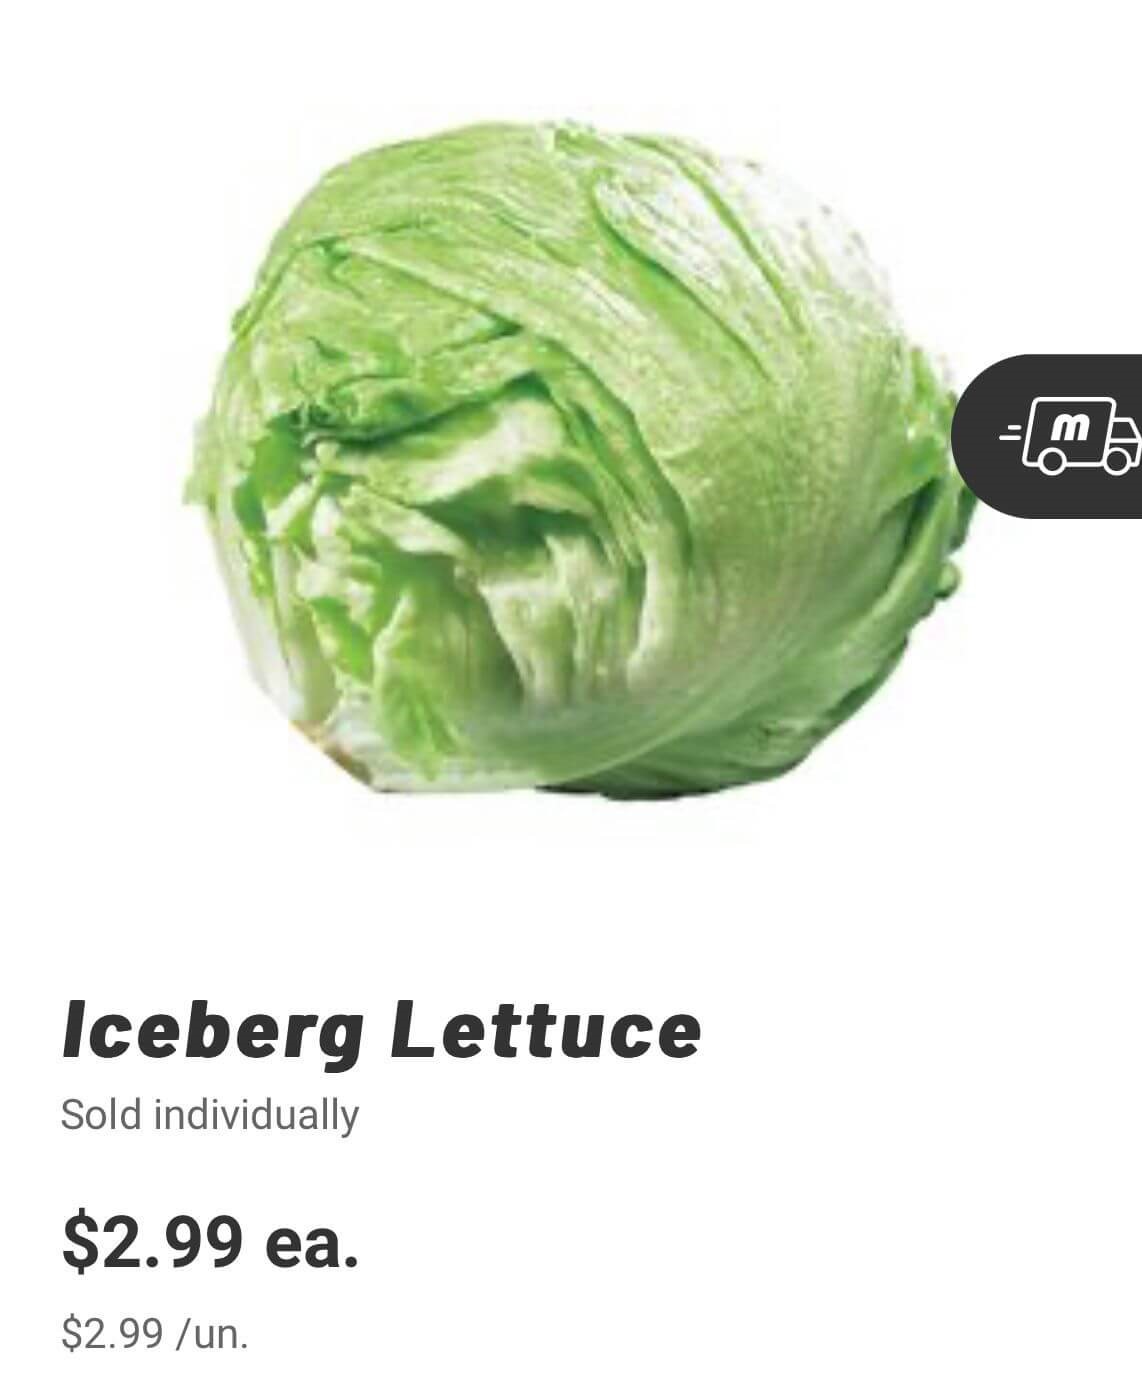 m
Iceberg Lettuce
Sold individually
$2.99 ea.
$2.99 /un.